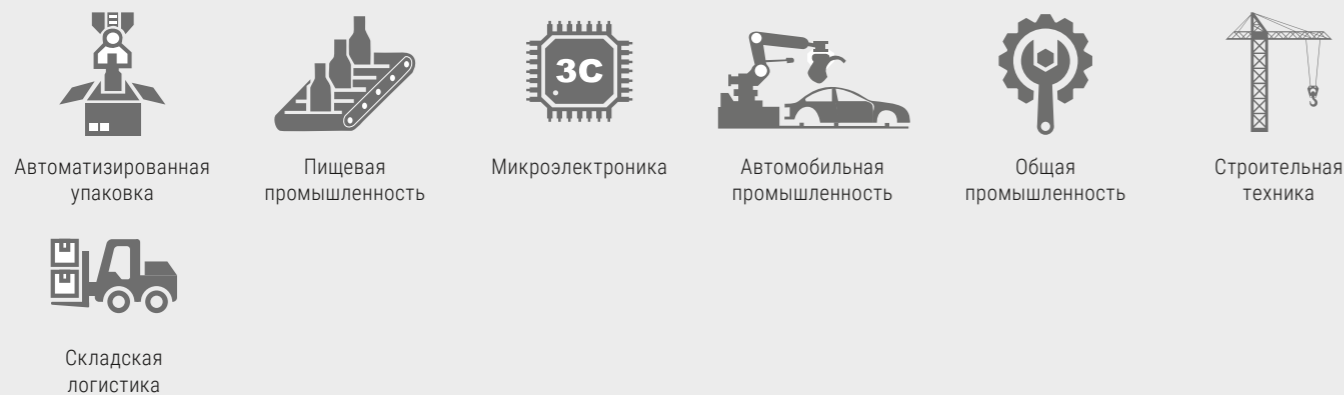 3C
Автоматизированная
упаковка
Пищевая
промышленность
Микроэлектроника
Автомобильная
промышленность
Общая
промышленность
Строительная
техника
Складская
логистика